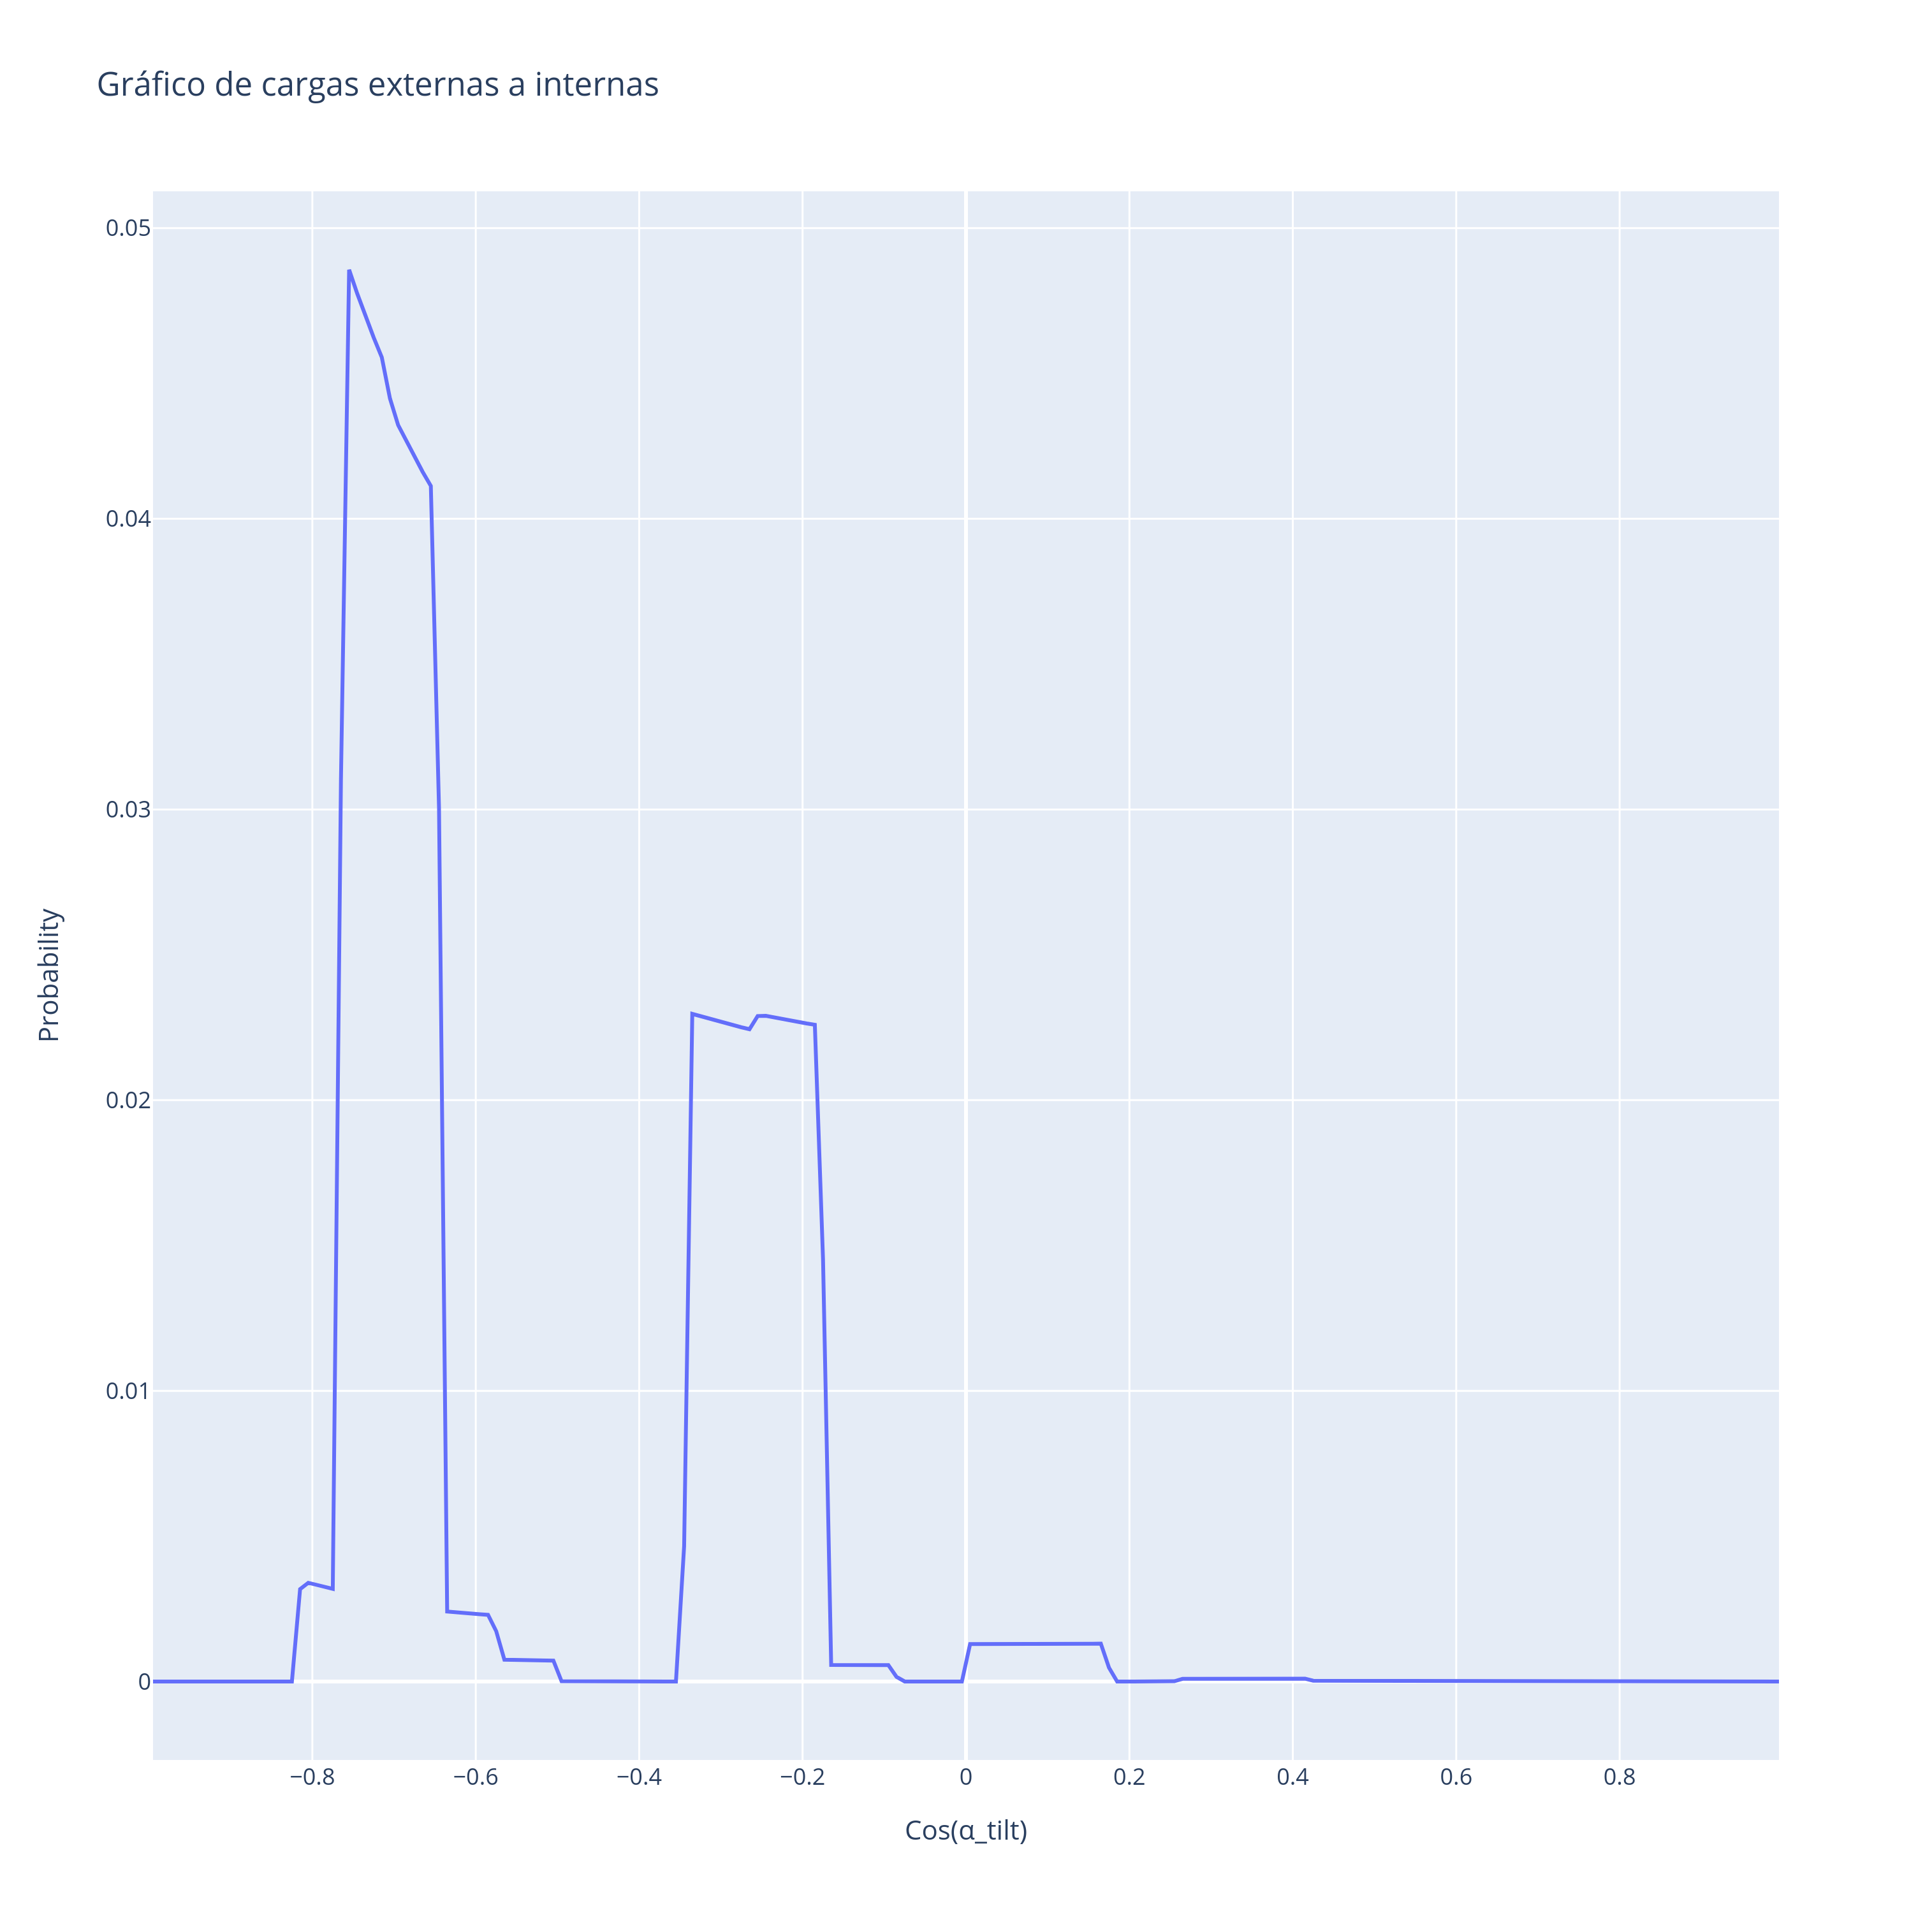 Gráfico de cargas externas a internas
0.05
0.04
0.03
0.02
0.01
0
Probability
−0.8 −0.6 −0.4 −0.2 0 0.2 0.4 0.6 0.8
Cos(α_tilt)